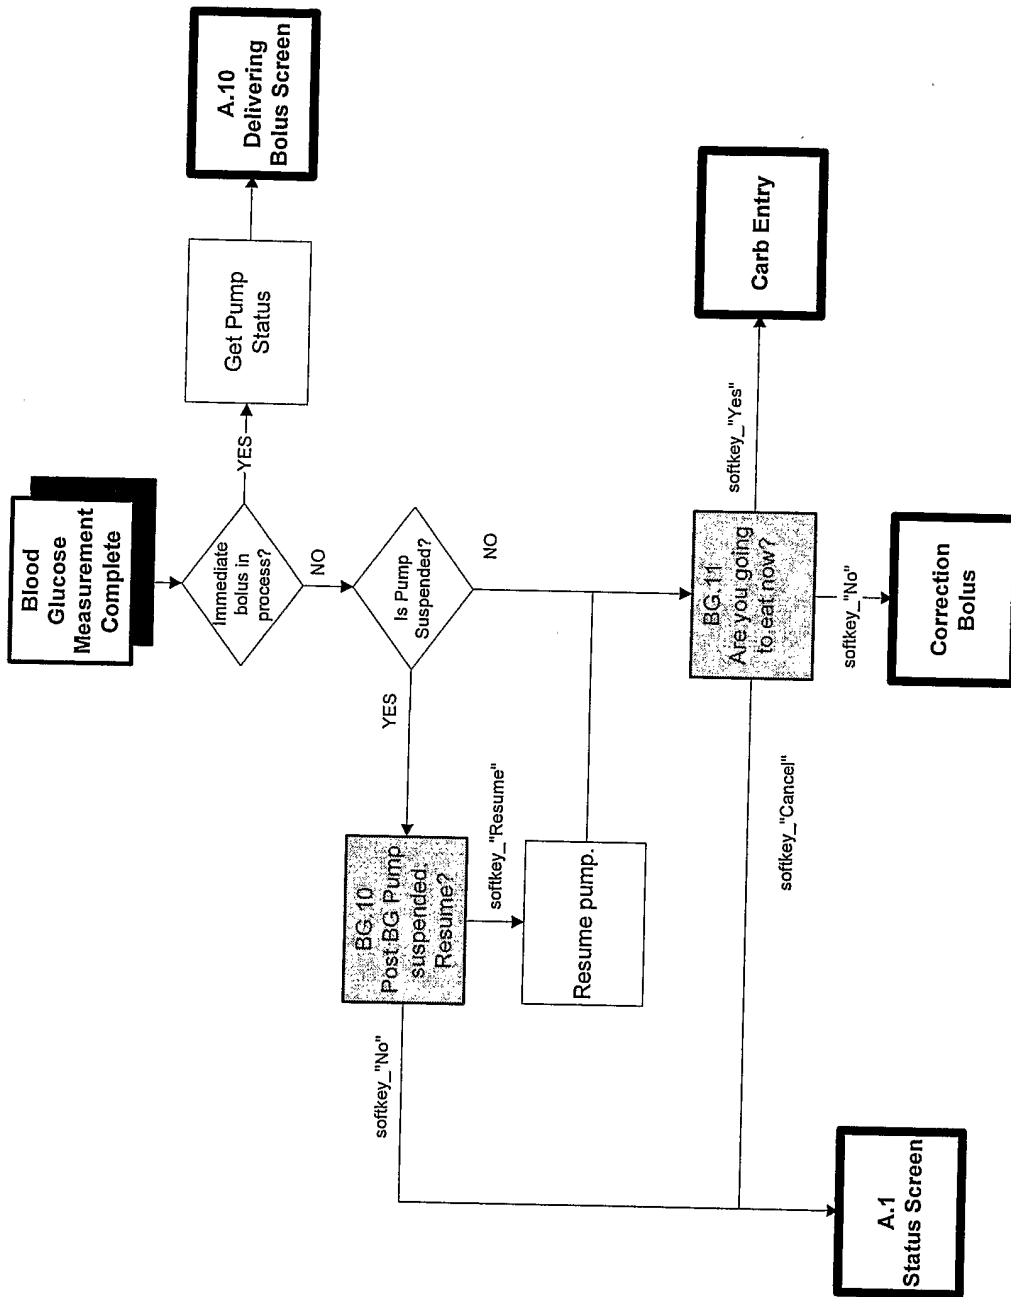 Blood
Glucose
Measurement
Complete
Immediate
bolus in
process?
YES
Get Pump
Status
A.10
Delivering
Bolus Screen
NO
Is Pump
Suspended?
YES
NO
BG.10
Post BG Pump
suspended.
Resume?
softkey_"Resume"
Resume pump.
softkey_"No"
BG.11
Are you going
to eat now?
softkey_"Yes"
Carb Entry
softkey_"No"
Correction
Bolus
softkey_"Cancel"
A.1
Status Screen